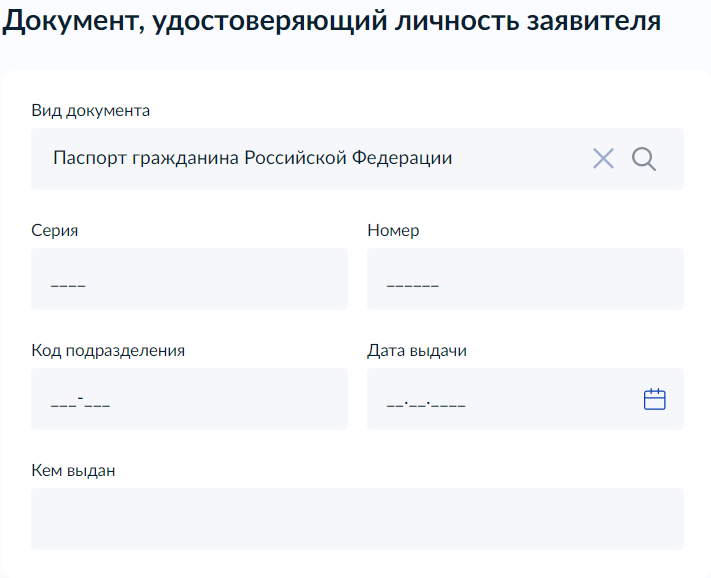 Документ, удостоверяющий личность заявителя
Вид документа
Паспорт гражданина Российской Федерации
Серия
Номер
____
______
Код подразделения
Дата выдачи
___-___
__.__.____
Кем выдан